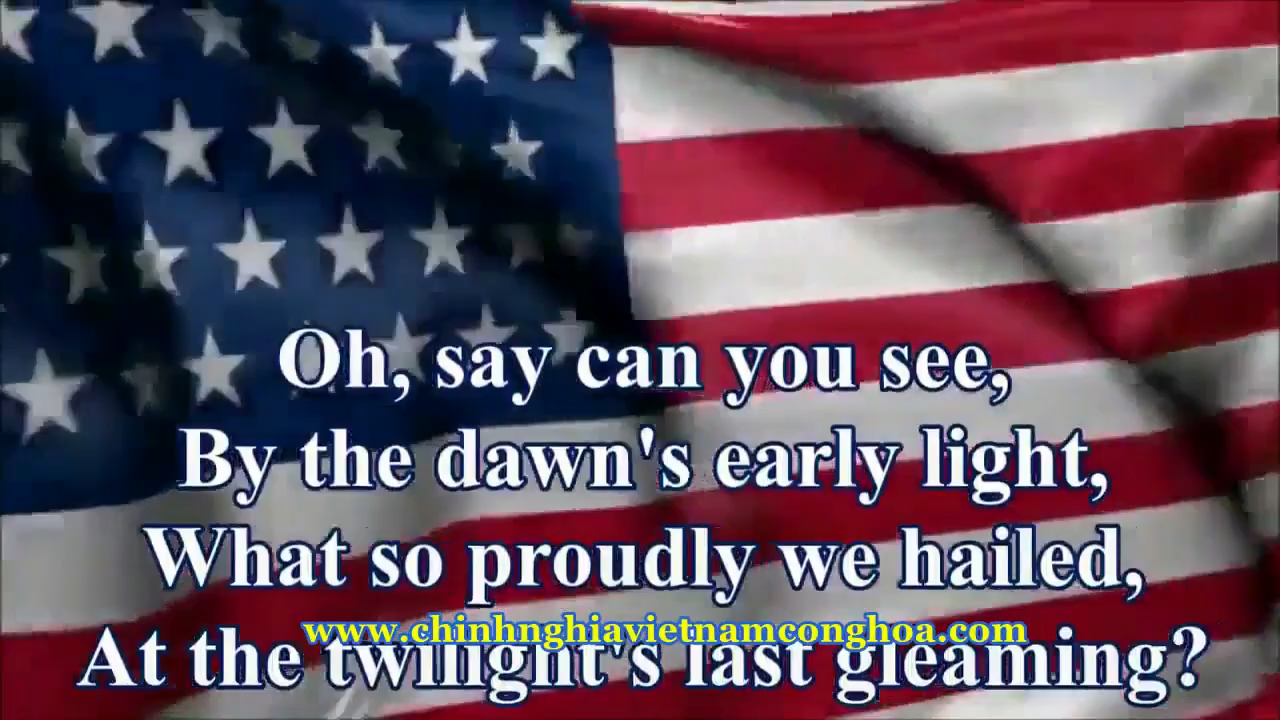 Oh, say can you see,
By the dawn's early light,
What so proudly we hailed,
www.chinhnghiavietnamconghoa.com
At the twilight's last gleaming?